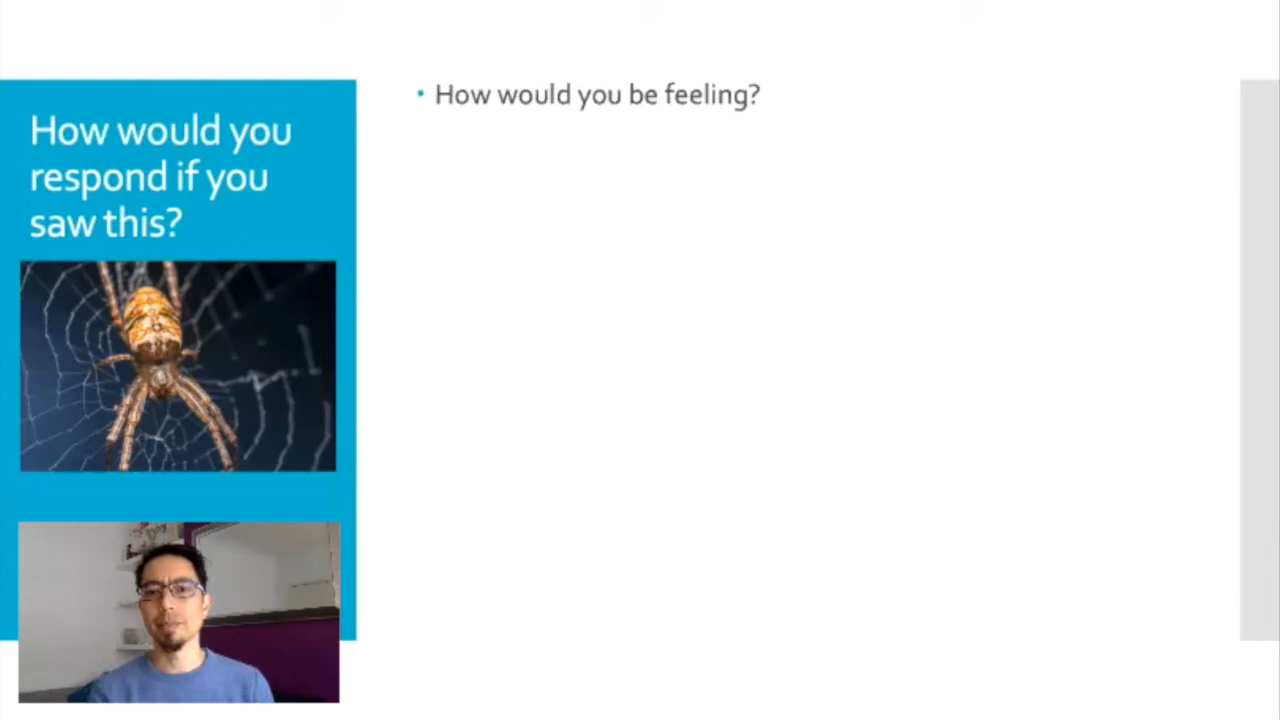 How would you
respond if you
saw this?
• How would you be feeling?